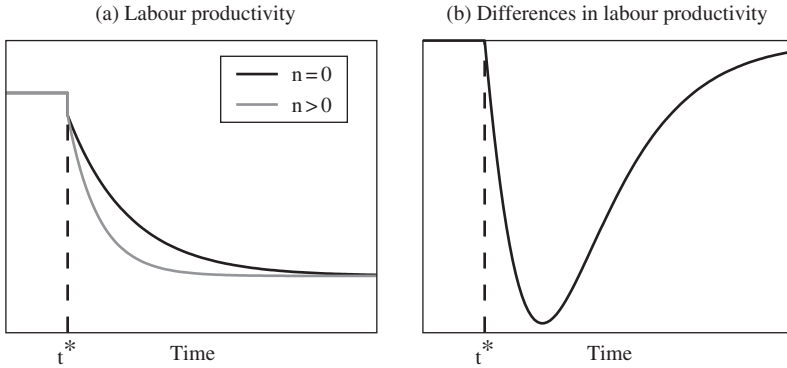 (a) Labour productivity
n = 0
n > 0
t*
Time
(b) Differences in labour productivity
t*
Time